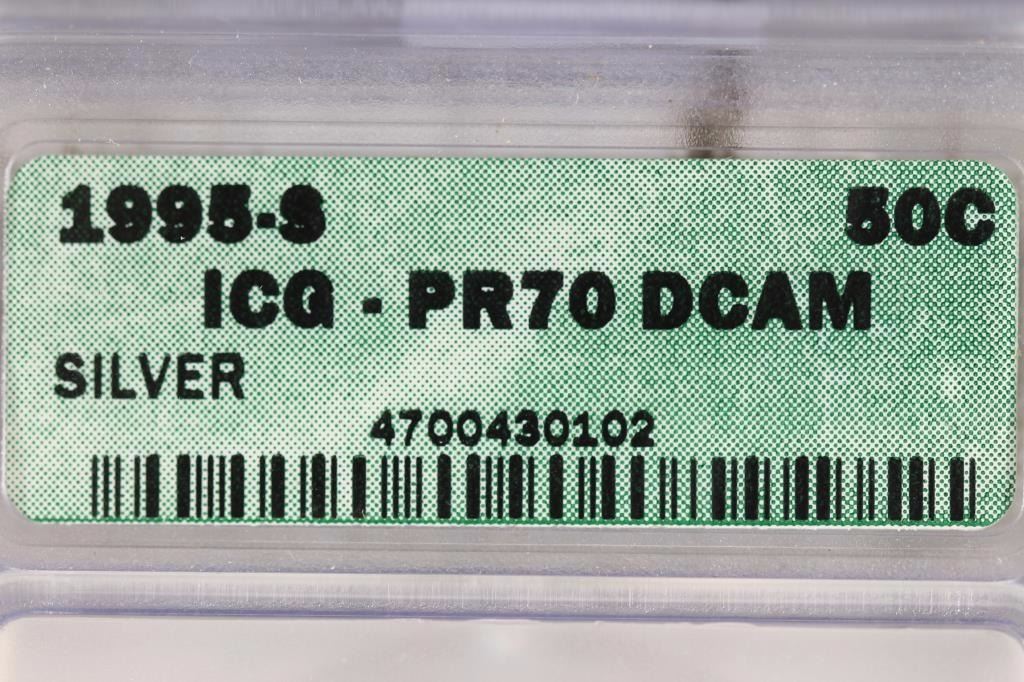 1995-S 50C
ICG - PR70 DCAM
SILVER
4700430102